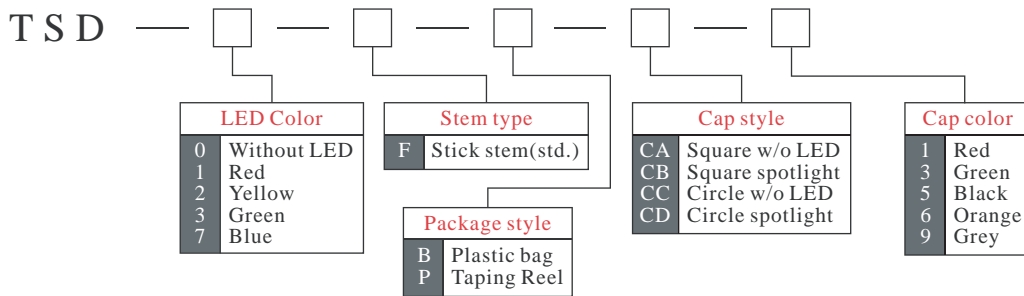 TSD
LED Color
0 Without LED
1 Red
2 Yellow
3 Green
7 Blue
Stem type
F Stick stem(std.)
Package style
B Plastic bag
P Taping Reel
Cap style
CA Square w/o LED
CB Square spotlight
CC Circle w/o LED
CD Circle spotlight
Cap color
1 Red
3 Green
5 Black
6 Orange
9 Grey